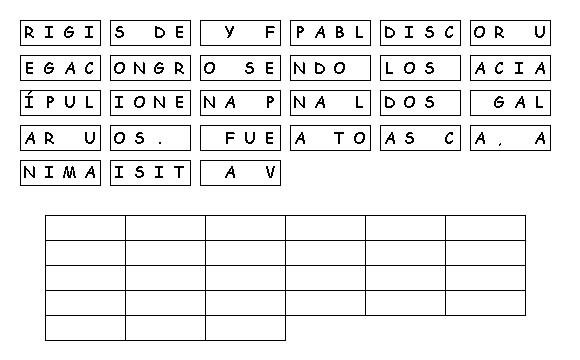 RIGI S DE  Y F PABL DISC OR U
EGAC ONGR O SE NDO  LOS  ACIA
ÍPUL IONE NA P NA L DOS   GAL
AR U OS.   FUE A TO AS C A, A
NIMA ISIT  A V